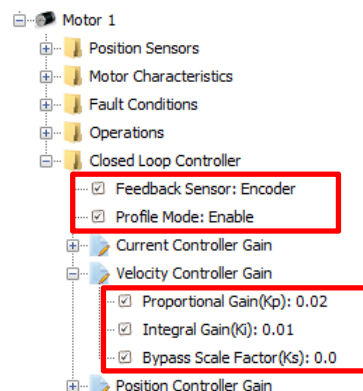 Motor 1
Position Sensors
Motor Characteristics
Fault Conditions
Operations
Closed Loop Controller
Feedback Sensor: Encoder
Profile Mode: Enable
Current Controller Gain
Velocity Controller Gain
Proportional Gain(Kp): 0.02
Integral Gain(Ki): 0.01
Bypass Scale Factor(Ks): 0.0
Position Controller Gain